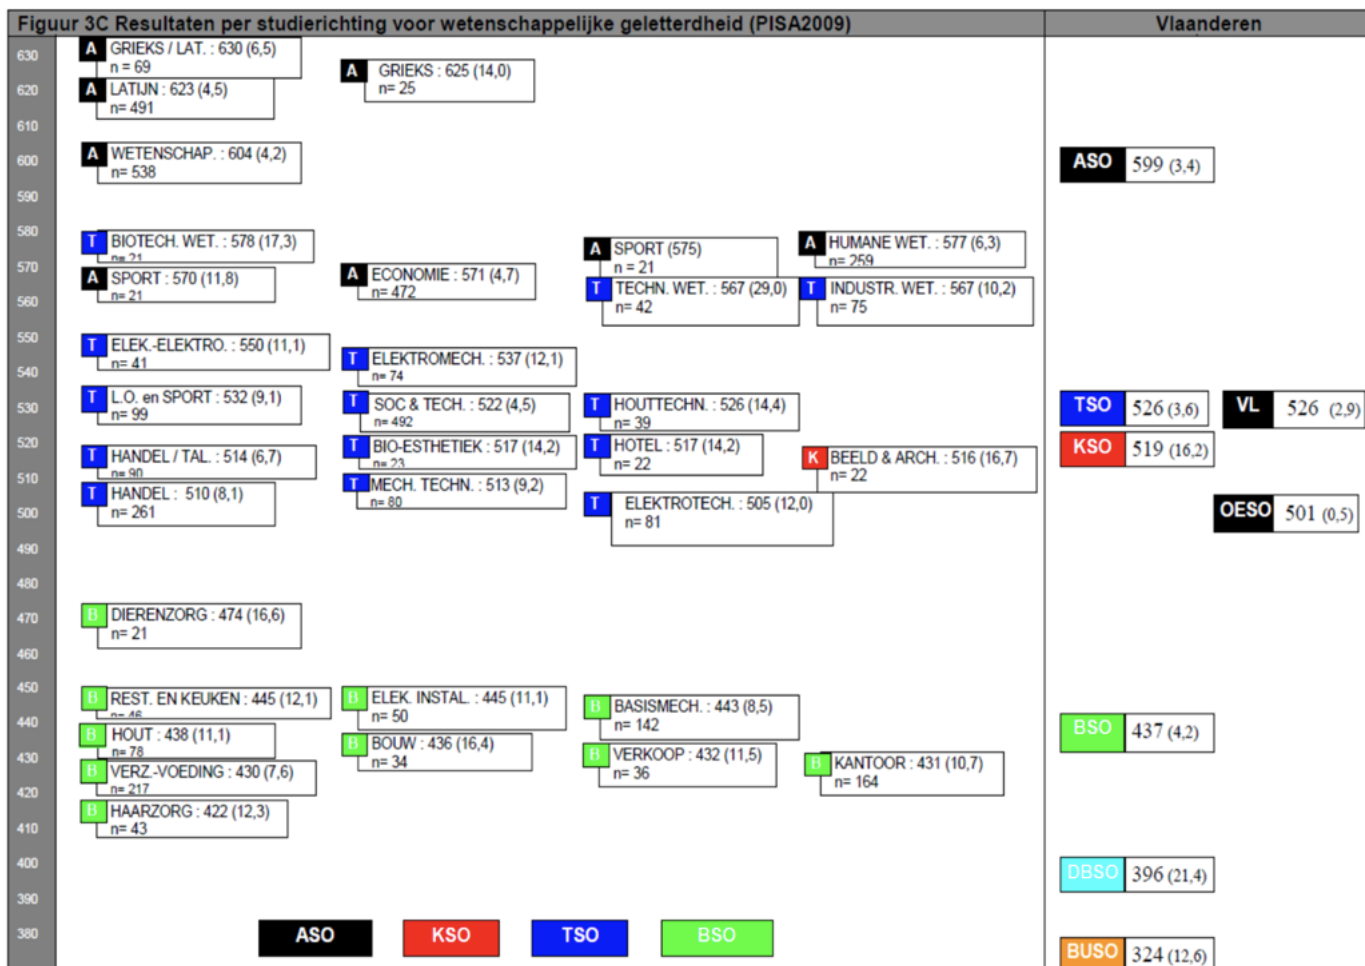 Figuur 3C Resultaten per studierichting voor wetenschappelijke geletterdheid (PISA2009)
Vlaanderen
630
620
610
600
590
580
570
560
550
540
530
520
510
500
490
480
470
460
450
440
430
420
410
400
390
380
A GRIEKS / LAT. : 630 (6,5)
n = 69
A GRIEKS : 625 (14,0)
n= 25
A LATIJN : 623 (4,5)
n= 491
A WETENSCHAP. : 604 (4,2)
n= 538
T BIOTECH. WET. : 578 (17,3)
n= 21
A SPORT (575)
n = 21
A HUMANE WET. : 577 (6,3)
n= 259
A SPORT : 570 (11,8)
n= 21
A ECONOMIE : 571 (4,7)
n= 472
T TECHN. WET. : 567 (29,0)
n= 42
T INDUSTR. WET. : 567 (10,2)
n= 75
T ELEK.-ELEKTRO. : 550 (11,1)
n= 41
T ELEKTROMECH. : 537 (12,1)
n= 74
T L.O. en SPORT : 532 (9,1)
n= 99
T SOC & TECH. : 522 (4,5)
n= 492
T HOUTTECHN. : 526 (14,4)
n= 39
T HANDEL / TAL. : 514 (6,7)
n= 90
T BIO-ESTHETIEK : 517 (14,2)
n= 23
T HOTEL : 517 (14,2)
n= 22
K BEELD & ARCH. : 516 (16,7)
n= 22
T HANDEL : 510 (8,1)
n= 261
T MECH. TECHN. : 513 (9,2)
n= 80
T ELEKTROTECH. : 505 (12,0)
n= 81
B DIERENZORG : 474 (16,6)
n= 21
B REST. EN KEUKEN : 445 (12,1)
n= 46
B ELEK. INSTAL. : 445 (11,1)
n= 50
B BASISMECH. : 443 (8,5)
n= 142
B HOUT : 438 (11,1)
n= 78
B BOUW : 436 (16,4)
n= 34
B VERKOOP : 432 (11,5)
n= 36
B KANTOOR : 431 (10,7)
n= 164
B VERZ.-VOEDING : 430 (7,6)
n= 217
B HAARZORG : 422 (12,3)
n= 43
ASO
KSO
TSO
BSO
ASO 599 (3,4)
TSO 526 (3,6)
VL 526 (2,9)
KSO 519 (16,2)
OESO 501 (0,5)
BSO 437 (4,2)
DBSO 396 (21,4)
BUSO 324 (12,6)